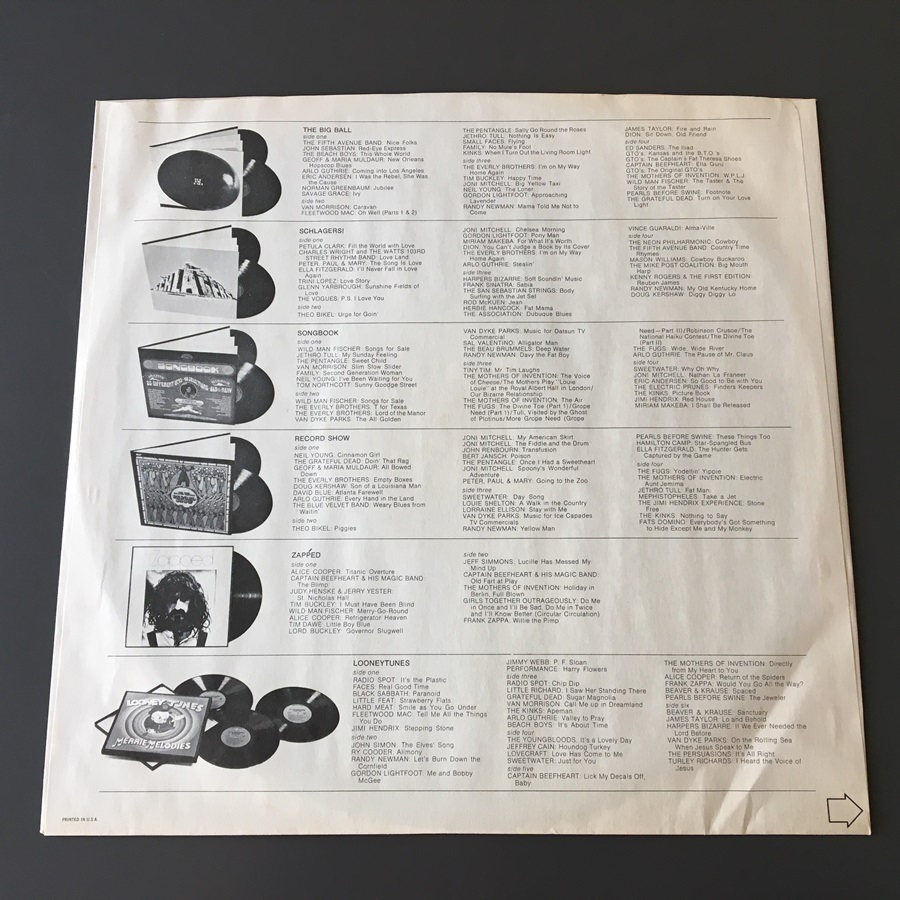 THE BIG BALL
side one
THE FIFTH AVENUE BAND: Nice Folks
JOHN SEBASTIAN: Red-Eye Express
THE BEACH BOYS: This Whole World
GEOFF & MARIA MULDAUR: New Orleans
Hopscop Blues
ARLO GUTHRIE: Coming into Los Angeles
ERIC ANDERSEN: I Was the Rebel, She Was
the Cause
NORMAN GREENBAUM: Jubilee
SAVAGE GRACE: Ivy
side two
VAN MORRISON: Caravan
FLEETWOOD MAC: Oh Well (Parts 1 & 2)
THE PENTANGLE: Sally Go Round the Roses
JETHRO TULL: Nothing Is Easy
SMALL FACES: Flying
FAMILY: No Mule's Fool
KINKS: When I Turn Out the Living Room Light
side three
THE EVERLY BROTHERS: I'm on My Way
Home Again
TIM BUCKLEY: Happy Time
JONI MITCHELL: Big Yellow Taxi
NEIL YOUNG: The Loner
GORDON LIGHTFOOT: Approaching
Lavender
RANDY NEWMAN: Mama Told Me Not to
Come
JAMES TAYLOR: Fire and Rain
DION: Sit Down, Old Friend
side four
ED SANDERS: The Iliad
GTO's: Kansas and the B.T.O.'s
GTO's: The Captain's Fat Theresa Shoes
CAPTAIN BEEFHEART: Ella Guru
GTO's: The Original GTO's
THE MOTHERS OF INVENTION: W.P.L.J.
WILD MAN FISCHER: The Taster & The
Story of the Taster
PEARLS BEFORE SWINE: Footnote
THE GRATEFUL DEAD: Turn on Your Love
Light
SCHLAGERS!
side one
PETULA CLARK: Fill the World with Love
CHARLES WRIGHT and THE WATTS 103RD
STREET RHYTHM BAND: Love Land
PETER, PAUL & MARY: The Song Is Love
ELLA FITZGERALD: I'll Never Fall in Love
Again
TRINI LOPEZ: Love Story
GLENN YARBROUGH: Sunshine Fields of
Love
THE VOGUES: P.S. I Love You
side two
THEO BIKEL: Urge for Goin'
JONI MITCHELL: Chelsea Morning
GORDON LIGHTFOOT: Pony Man
MIRIAM MAKEBA: For What It's Worth
DION: You Can't Judge a Book by Its Cover
THE EVERLY BROTHERS: I'm on My Way
Home Again
ARLO GUTHRIE: Stealin'
side three
HARPERS BIZARRE: Soft Soundin' Music
FRANK SINATRA: Sabia
THE SAN SEBASTIAN STRINGS: Body
Surfing with the Jet Set
ROD McKUEN: Jean
HERBIE HANCOCK: Fat Mama
THE ASSOCIATION: Dubuque Blues
VINCE GUARALDI: Alma-Ville
side four
THE NEON PHILHARMONIC: Cowboy
THE FIFTH AVENUE BAND: Country Time
Rhymes
MASON WILLIAMS: Cowboy Buckaroo
THE MIKE POST COALITION: Big Mouth
Harp
KENNY ROGERS & THE FIRST EDITION:
Reuben James
RANDY NEWMAN: My Old Kentucky Home
DOUG KERSHAW: Diggy Diggy Lo
SONGBOOK
side one
WILD MAN FISCHER: Songs for Sale
JETHRO TULL: My Sunday Feeling
THE PENTANGLE: Sweet Child
VAN MORRISON: Slim Slow Slider
FAMILY: Second Generation Woman
NEIL YOUNG: I've Been Waiting for You
TOM NORTHCOTT: Sunny Goodge Street
side two
WILD MAN FISCHER: Songs for Sale
THE EVERLY BROTHERS: T for Texas
THE EVERLY BROTHERS: Lord of the Manor
VAN DYKE PARKS: The All Golden
VAN DYKE PARKS: Music for Datsun TV
Commercial
SAL VALENTINO: Alligator Man
THE BEAU BRUMMELS: Deep Water
RANDY NEWMAN: Davy the Fat Boy
side three
TINY TIM: Mr. Tim Laughs
THE MOTHERS OF INVENTION: The Voice
of Cheese/The Mothers Play "Louie
Louie" at the Royal Albert Hall in London/
Our Bizarre Relationship
THE MOTHERS OF INVENTION: The Air
THE FUGS: The Divine Toe (Part 1)/Grope
Need (Part 1)/Tuli, Visited by the Ghost
of Plotinus/More Grope Need (Grope
Need—Part II)/Robinson Crusoe/The
National Haiku Contest/The Divine Toe
(Part II)
THE FUGS: Wide, Wide River
ARLO GUTHRIE: The Pause of Mr. Claus
side four
SWEETWATER: Why Oh Why
JONI MITCHELL: Nathan La Franeer
ERIC ANDERSEN: So Good to Be with You
THE ELECTRIC PRUNES: Finders Keepers
THE KINKS: Picture Book
JIMI HENDRIX: Red House
MIRIAM MAKEBA: I Shall Be Released
RECORD SHOW
side one
NEIL YOUNG: Cinnamon Girl
THE GRATEFUL DEAD: Doin' That Rag
GEOFF & MARIA MULDAUR: All Bowed
Down
THE EVERLY BROTHERS: Empty Boxes
DOUG KERSHAW: Son of a Louisiana Man
DAVID BLUE: Atlanta Farewell
ARLO GUTHRIE: Every Hand in the Land
THE BLUE VELVET BAND: Weary Blues from
Waitin'
side two
THEO BIKEL: Piggies
JONI MITCHELL: My American Skirt
JONI MITCHELL: The Fiddle and the Drum
JOHN RENBOURN: Transfusion
BERT JANSCH: Poison
THE PENTANGLE: Once I Had a Sweetheart
JONI MITCHELL: Spoony's Wonderful
Adventure
PETER, PAUL & MARY: Going to the Zoo
side three
SWEETWATER: Day Song
LOUIE SHELTON: A Walk in the Country
LORRAINE ELLISON: Stay with Me
VAN DYKE PARKS: Music for Ice Capades
TV Commercials
RANDY NEWMAN: Yellow Man
PEARLS BEFORE SWINE: These Things Too
HAMILTON CAMP: Star-Spangled Bus
ELLA FITZGERALD: The Hunter Gets
Captured by the Game
side four
THE FUGS: Yodellin' Yippie
THE MOTHERS OF INVENTION: Electric
Aunt Jemima
JETHRO TULL: Fat Man
MEPHISTOPHELES: Take a Jet
THE JIMI HENDRIX EXPERIENCE: Stone
Free
THE KINKS: Nothing to Say
FATS DOMINO: Everybody's Got Something
to Hide Except Me and My Monkey
ZAPPED
side one
ALICE COOPER: Titanic Overture
CAPTAIN BEEFHEART & HIS MAGIC BAND:
The Blimp
JUDY HENSKE & JERRY YESTER:
St. Nicholas Hall
TIM BUCKLEY: I Must Have Been Blind
WILD MAN FISCHER: Merry-Go-Round
ALICE COOPER: Refrigerator Heaven
TIM DAWE: Little Boy Blue
LORD BUCKLEY: Governor Slugwell
side two
JEFF SIMMONS: Lucille Has Messed My
Mind Up
CAPTAIN BEEFHEART & HIS MAGIC BAND:
Old Fart at Play
THE MOTHERS OF INVENTION: Holiday in
Berlin, Full Blown
GIRLS TOGETHER OUTRAGEOUSLY: Do Me
in Once and I'll Be Sad, Do Me in Twice
and I'll Know Better (Circular Circulation)
FRANK ZAPPA: Willie the Pimp
LOONEY TUNES
MERRIE MELODIES
LOONEYTUNES
side one
RADIO SPOT: It's the Plastic
FACES: Real Good Time
BLACK SABBATH: Paranoid
LITTLE FEAT: Strawberry Flats
HARD MEAT: Smile as You Go Under
FLEETWOOD MAC: Tell Me All the Things
You Do
JIMI HENDRIX: Stepping Stone
side two
JOHN SIMON: The Elves' Song
RY COODER: Alimony
RANDY NEWMAN: Let's Burn Down the
Cornfield
GORDON LIGHTFOOT: Me and Bobby
McGee
JIMMY WEBB: P. F. Sloan
PERFORMANCE: Harry Flowers
side three
RADIO SPOT: Chip Dip
LITTLE RICHARD: I Saw Her Standing There
GRATEFUL DEAD: Sugar Magnolia
VAN MORRISON: Call Me up in Dreamland
THE KINKS: Apeman
ARLO GUTHRIE: Valley to Pray
BEACH BOYS: It's About Time
side four
THE YOUNGBLOODS: It's a Lovely Day
JEFFREY CAIN: Houndog Turkey
LOVECRAFT: Love Has Come to Me
SWEETWATER: Just for You
side five
CAPTAIN BEEFHEART: Lick My Decals Off,
Baby
THE MOTHERS OF INVENTION: Directly
from My Heart to You
ALICE COOPER: Return of the Spiders
FRANK ZAPPA: Would You Go All the Way?
BEAVER & KRAUSE: Spaced
PEARLS BEFORE SWINE: The Jeweler
side six
BEAVER & KRAUSE: Sanctuary
JAMES TAYLOR: Lo and Behold
HARPERS BIZARRE: If We Ever Needed the
Lord Before
VAN DYKE PARKS: On the Rolling Sea
When Jesus Speak to Me
THE PERSUASIONS: It's All Right
TURLEY RICHARDS: I Heard the Voice of
Jesus
PRINTED IN U.S.A.